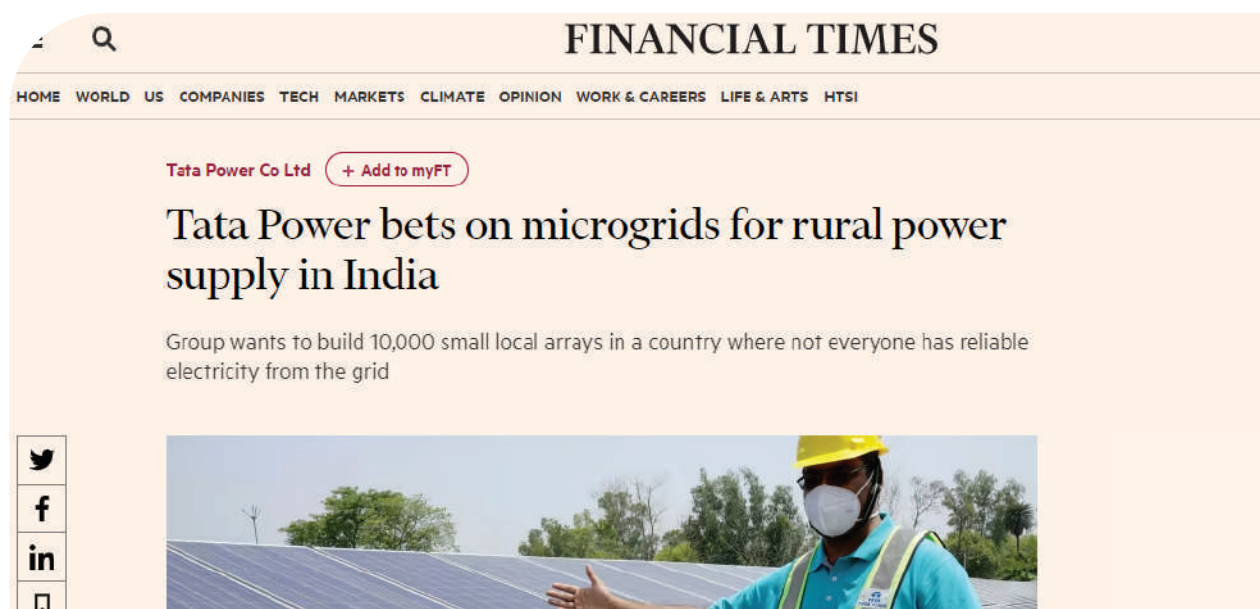 FINANCIAL TIMES
HOME WORLD US COMPANIES TECH MARKETS CLIMATE OPINION WORK & CAREERS LIFE & ARTS HTSI
Tata Power Co Ltd + Add to myFT
Tata Power bets on microgrids for rural power
supply in India
Group wants to build 10,000 small local arrays in a country where not everyone has reliable
electricity from the grid
f
in